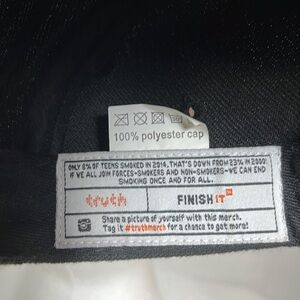 100% polyester cap
ONLY 8% OF TEENS SMOKED IN 2014, THAT'S DOWN FROM 23% IN 2000!
IF WE ALL JOIN FORCES-SMOKERS AND NON-SMOKERS-WE CAN END
SMOKING ONCE AND FOR ALL.
truth
FINISH IT™
Share a picture of yourself with this merch.
Tag it #truthmerch for a chance to get more!